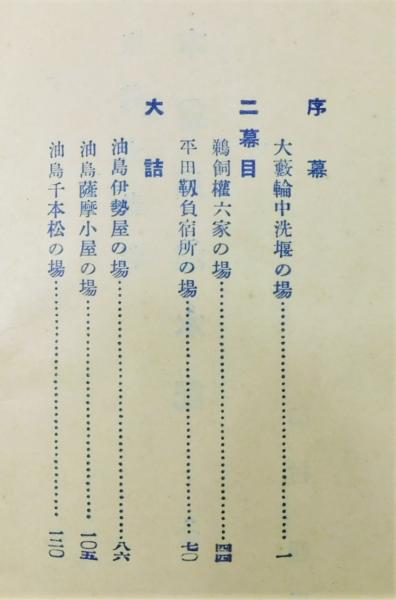 序幕
大藪輪中洗堰の場……………………一
二幕目
鵜飼權六家の場……………………四四
平田靱負宿所の場……………………七〇
大詰
油島伊勢屋の場……………………八六
油島薩摩小屋の場……………………一〇五
油島千本松の場……………………一二〇